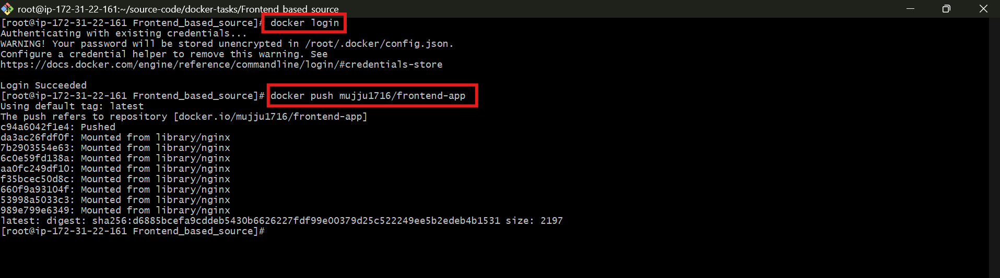 root@ip-172-31-22-161:~/source-code/docker-tasks/Frontend_based_source
[root@ip-172-31-22-161 Frontend_based_source]# docker login
Authenticating with existing credentials...
WARNING! Your password will be stored unencrypted in /root/.docker/config.json.
Configure a credential helper to remove this warning. See
https://docs.docker.com/engine/reference/commandline/login/#credentials-store
Login Succeeded
[root@ip-172-31-22-161 Frontend_based_source]# docker push mujju1716/frontend-app
Using default tag: latest
The push refers to repository [docker.io/mujju1716/frontend-app]
c94a6042f1e4: Pushed
da3ac26fdf0f: Mounted from library/nginx
7b2903554e63: Mounted from library/nginx
6c0e59fd138a: Mounted from library/nginx
aa0fc249df10: Mounted from library/nginx
f35bcec50d8c: Mounted from library/nginx
660f9a93104f: Mounted from library/nginx
53998a5033c3: Mounted from library/nginx
989e799e6349: Mounted from library/nginx
latest: digest: sha256:d6885bcefa9cddeb5430b6626227fdf99e00379d25c522249ee5b2edeb4b1531 size: 2197
[root@ip-172-31-22-161 Frontend_based_source]#